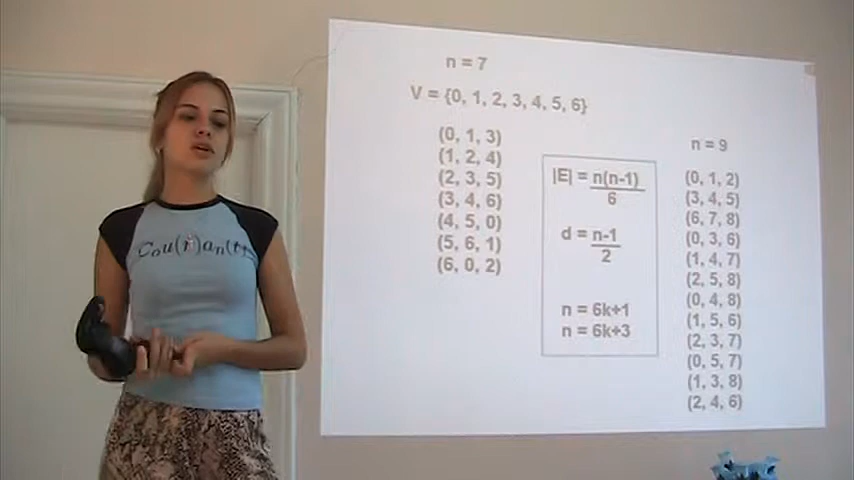 n = 7
V = {0, 1, 2, 3, 4, 5, 6}
(0, 1, 3)
(1, 2, 4)
(2, 3, 5)
(3, 4, 6)
(4, 5, 0)
(5, 6, 1)
(6, 0, 2)
|E| = n(n-1)
6
d = n-1
2
n = 6k+1
n = 6k+3
n = 9
(0, 1, 2)
(3, 4, 5)
(6, 7, 8)
(0, 3, 6)
(1, 4, 7)
(2, 5, 8)
(0, 4, 8)
(1, 5, 6)
(2, 3, 7)
(0, 5, 7)
(1, 3, 8)
(2, 4, 6)